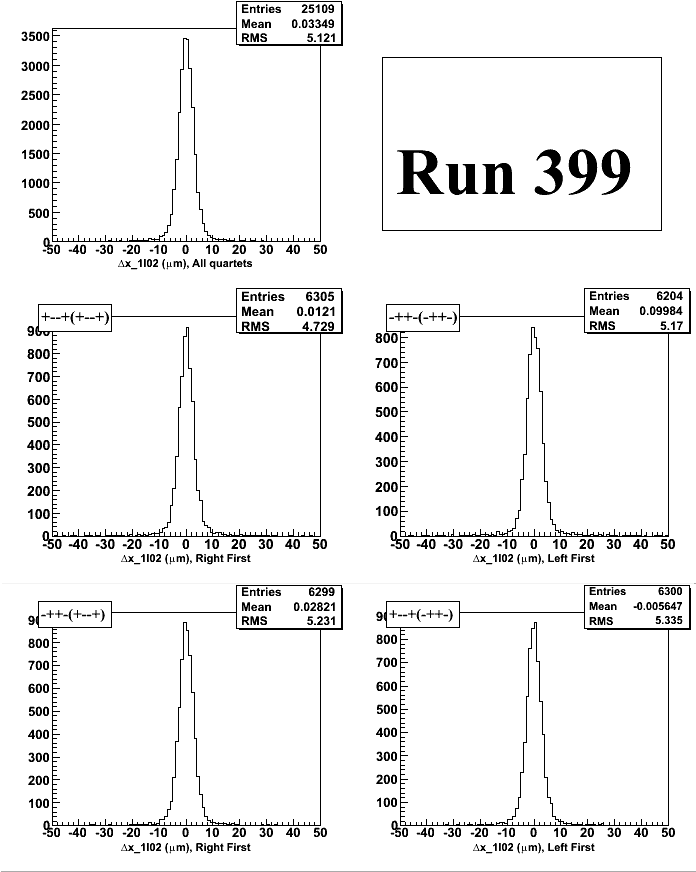 Entries 25109
Mean 0.03349
RMS 5.121
3500
3000
2500
2000
1500
1000
500
0
-50 -40 -30 -20 -10 0 10 20 30 40 50
Δx_1I02 (μm), All quartets
Run 399
+--+(+--+)
Entries 6305
Mean 0.0121
RMS 4.729
900
800
700
600
500
400
300
200
100
0
-50 -40 -30 -20 -10 0 10 20 30 40 50
Δx_1I02 (μm), Right First
-++-(-++-)
Entries 6204
Mean 0.09984
RMS 5.17
800
700
600
500
400
300
200
100
0
-50 -40 -30 -20 -10 0 10 20 30 40 50
Δx_1I02 (μm), Left First
-++-(+--+)
Entries 6299
Mean 0.02821
RMS 5.231
900
800
700
600
500
400
300
200
100
0
-50 -40 -30 -20 -10 0 10 20 30 40 50
Δx_1I02 (μm), Right First
+--+(-++-)
Entries 6300
Mean -0.005647
RMS 5.335
900
800
700
600
500
400
300
200
100
0
-50 -40 -30 -20 -10 0 10 20 30 40 50
Δx_1I02 (μm), Left First